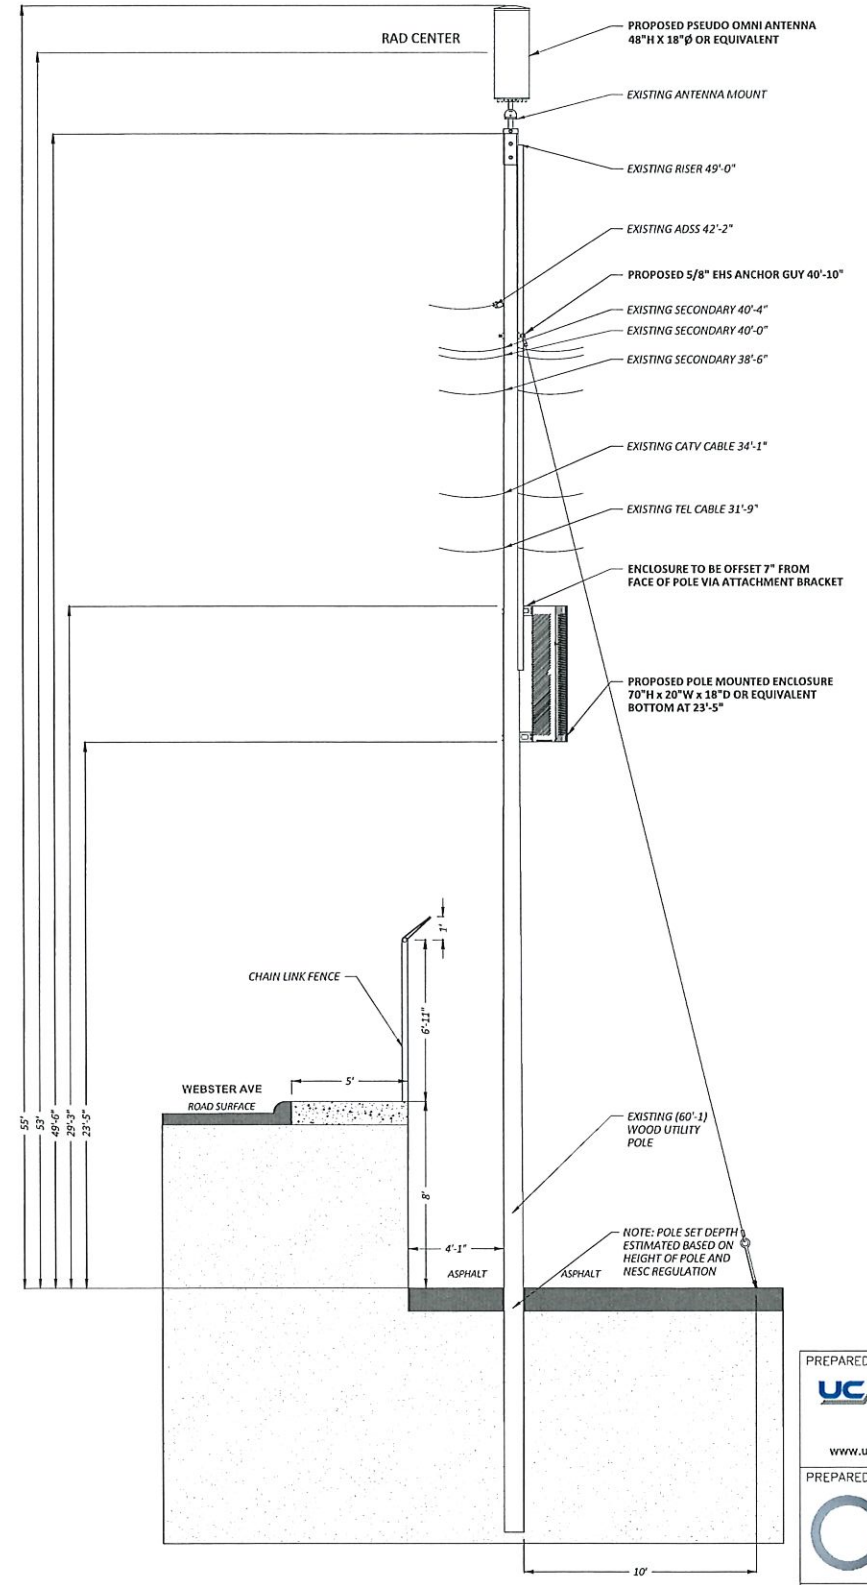 RAD CENTER
PROPOSED PSEUDO OMNI ANTENNA
48"H X 18"Ø OR EQUIVALENT
EXISTING ANTENNA MOUNT
EXISTING RISER 49'-0"
EXISTING ADSS 42'-2"
PROPOSED 5/8" EHS ANCHOR GUY 40'-10"
EXISTING SECONDARY 40'-4"
EXISTING SECONDARY 40'-0"
EXISTING SECONDARY 38'-6"
EXISTING CATV CABLE 34'-1"
EXISTING TEL CABLE 31'-9"
ENCLOSURE TO BE OFFSET 7" FROM
FACE OF POLE VIA ATTACHMENT BRACKET
PROPOSED POLE MOUNTED ENCLOSURE
70"H x 20"W x 18"D OR EQUIVALENT
BOTTOM AT 23'-5"
1'
CHAIN LINK FENCE
6'-11"
WEBSTER AVE
ROAD SURFACE
5'
55'
53'
49'-6"
29'-3"
23'-5"
EXISTING (60'-1)
WOOD UTILITY
POLE
8'
4'-1"
NOTE: POLE SET DEPTH
ESTIMATED BASED ON
HEIGHT OF POLE AND
NESC REGULATION
ASPHALT
ASPHALT
10'
PREPARED
UC
www.u
PREPARED